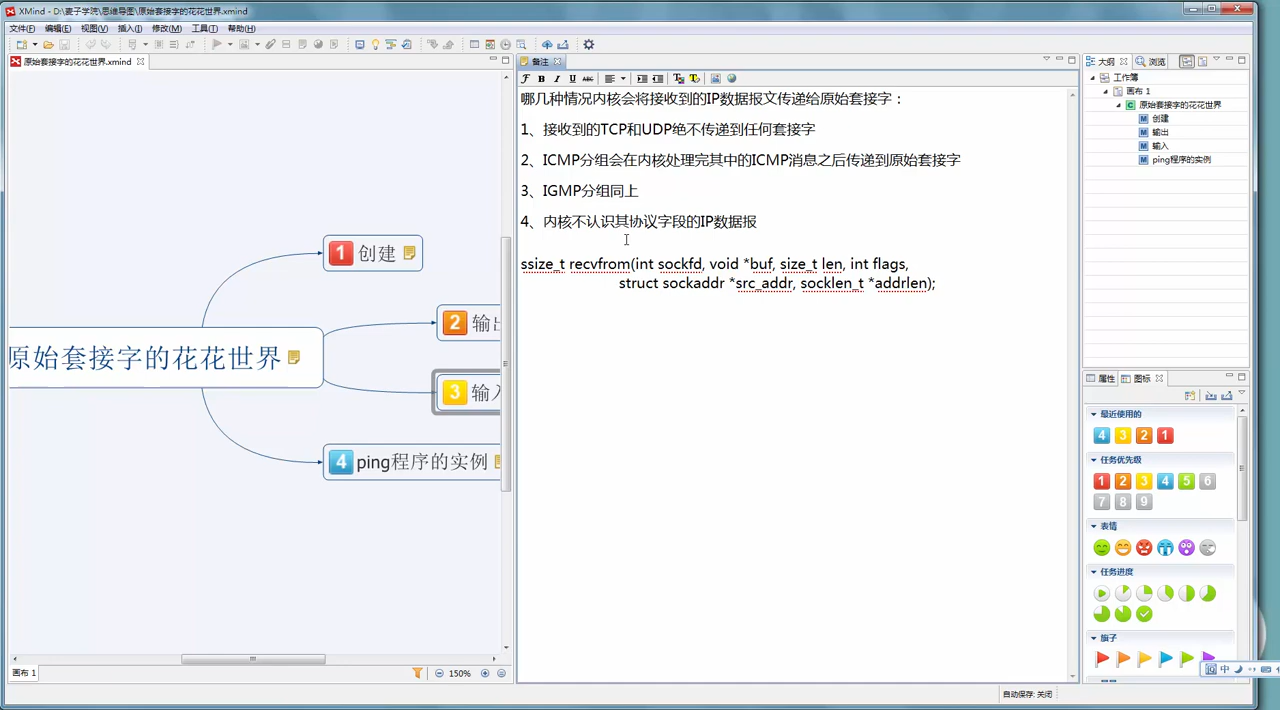 XMind - D:\麦子学院\思维导图\原始套接字的花花世界.xmind
文件(F) 编辑(E) 视图(V) 插入(I) 修改(M) 工具(T) 帮助(H)
原始套接字的花花世界.xmind
备注
大纲
浏览
哪几种情况内核会将接收到的IP数据报文传递给原始套接字：
1、接收到的TCP和UDP绝不传递到任何套接字
2、ICMP分组会在内核处理完其中的ICMP消息之后传递到原始套接字
3、IGMP分组同上
4、内核不认识其协议字段的IP数据报
ssize_t recvfrom(int sockfd, void *buf, size_t len, int flags,
struct sockaddr *src_addr, socklen_t *addrlen);
原始套接字的花花世界
1 创建
2 输出
3 输入
4 ping程序的实例
工作簿
画布 1
原始套接字的花花世界
创建
输出
输入
ping程序的实例
属性
图标
最近使用的
4 3 2 1
任务优先级
1 2 3 4 5 6
7 8 9
表情
任务进度
旗子
画布 1
150%
自动保存: 关闭
中